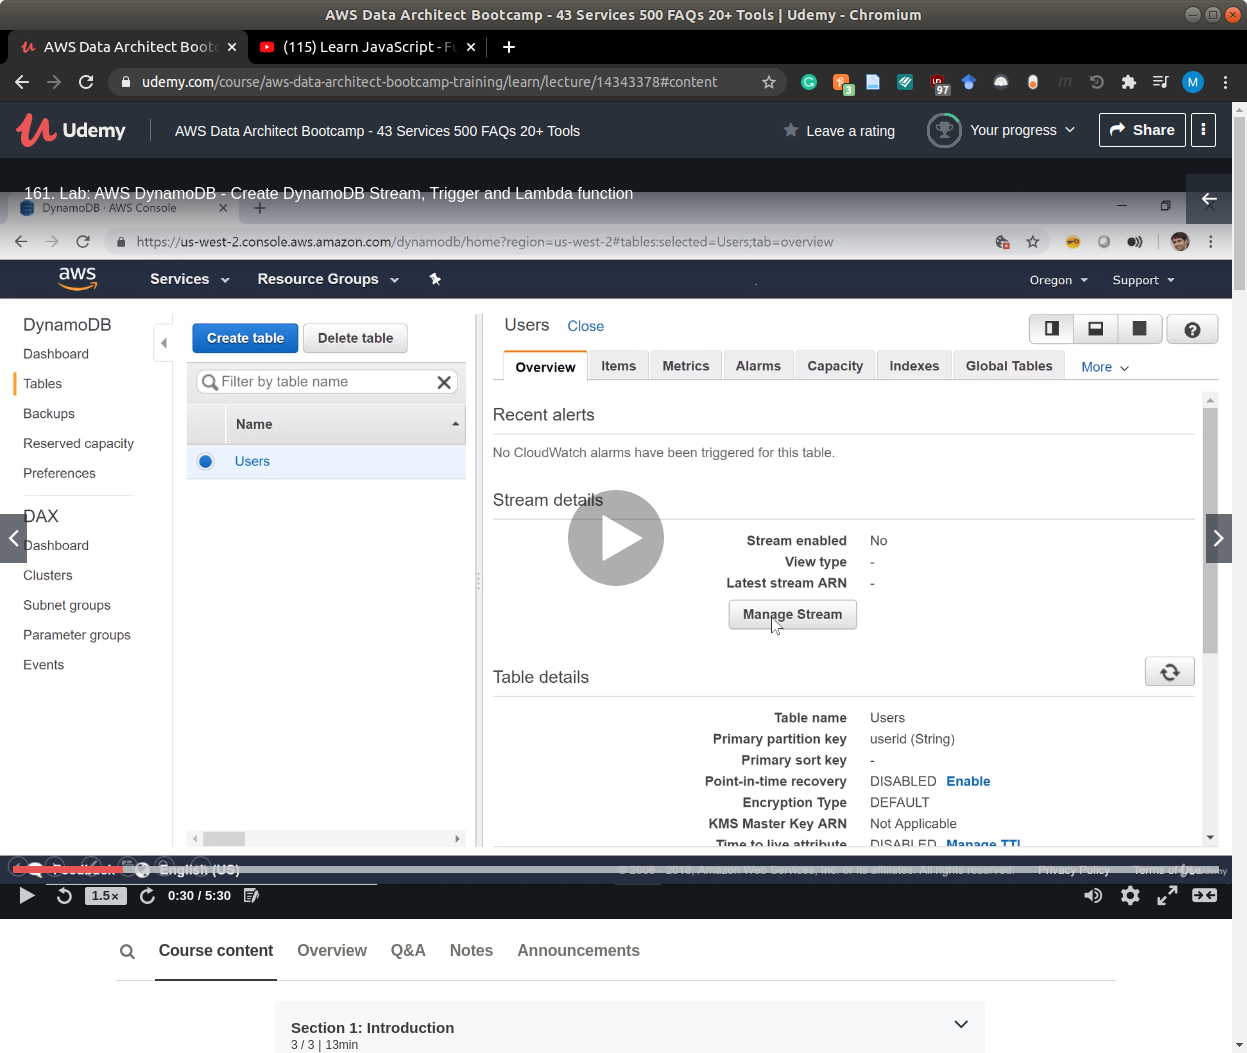 AWS Data Architect Bootcamp - 43 Services 500 FAQs 20+ Tools | Udemy - Chromium
AWS Data Architect Bootc
(115) Learn JavaScript - Fu
udemy.com/course/aws-data-architect-bootcamp-training/learn/lecture/14343378#content
3
97
M
Udemy
AWS Data Architect Bootcamp - 43 Services 500 FAQs 20+ Tools
Leave a rating
Your progress
Share
161. Lab: AWS DynamoDB - Create DynamoDB Stream, Trigger and Lambda function
DynamoDB · AWS Console
https://us-west-2.console.aws.amazon.com/dynamodb/home?region=us-west-2#tables:selected=Users;tab=overview
aws
Services
Resource Groups
Oregon
Support
DynamoDB
Dashboard
Tables
Backups
Reserved capacity
Preferences
DAX
Dashboard
Clusters
Subnet groups
Parameter groups
Events
Create table
Delete table
Filter by table name
Name
Users
Users
Close
Overview
Items
Metrics
Alarms
Capacity
Indexes
Global Tables
More
Recent alerts
No CloudWatch alarms have been triggered for this table.
Stream details
Stream enabled No
View type -
Latest stream ARN -
Manage Stream
Table details
Table name Users
Primary partition key userid (String)
Primary sort key -
Point-in-time recovery DISABLED Enable
Encryption Type DEFAULT
KMS Master Key ARN Not Applicable
Time to live attribute DISABLED Manage TTL
Feedback
English (US)
© 2008 - 2018, Amazon Web Services, Inc. or its affiliates. All rights reserved.
Privacy Policy
Terms of
1.5×
0:30 / 5:30
Course content
Overview
Q&A
Notes
Announcements
Section 1: Introduction
3 / 3 | 13min